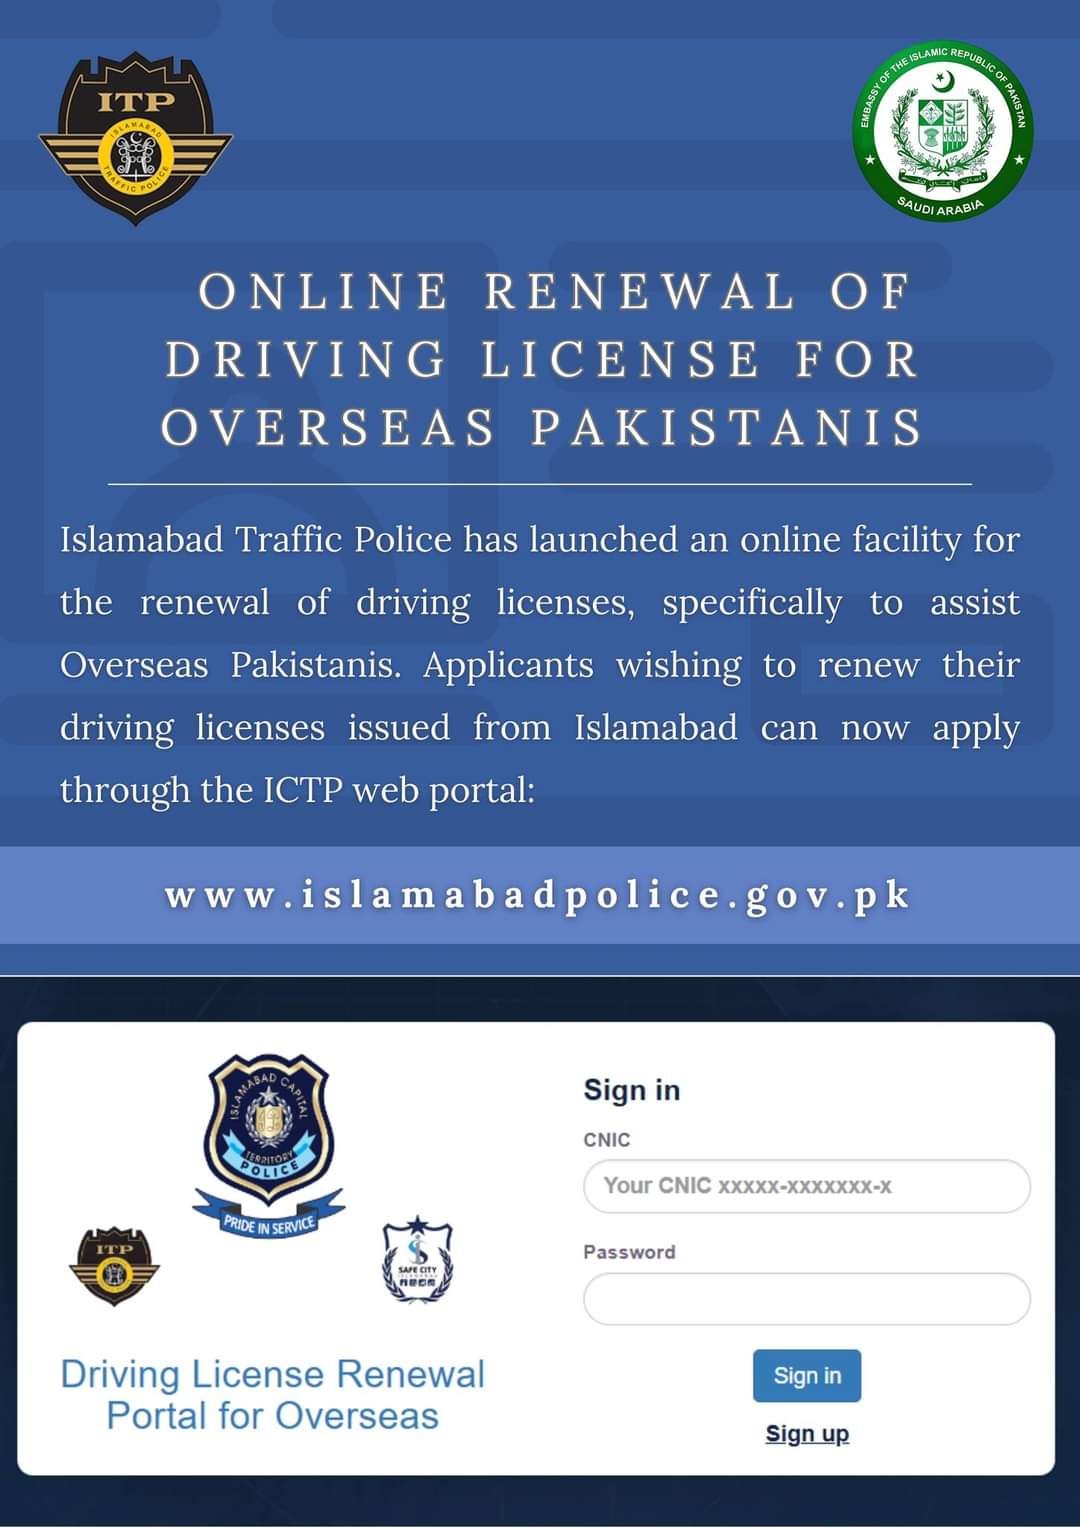 ITP
ISLAMABAD
TRAFFIC POLICE
EMBASSY OF THE ISLAMIC REPUBLIC OF PAKISTAN
SAUDI ARABIA
ONLINE RENEWAL OF
DRIVING LICENSE FOR
OVERSEAS PAKISTANIS
Islamabad Traffic Police has launched an online facility for
the renewal of driving licenses, specifically to assist
Overseas Pakistanis. Applicants wishing to renew their
driving licenses issued from Islamabad can now apply
through the ICTP web portal:
www.islamabadpolice.gov.pk
ISLAMABAD CAPITAL
TERRITORY
POLICE
PRIDE IN SERVICE
ITP
SAFE CITY
Driving License Renewal
Portal for Overseas
Sign in
CNIC
Your CNIC xxxxx-xxxxxxx-x
Password
Sign in
Sign up